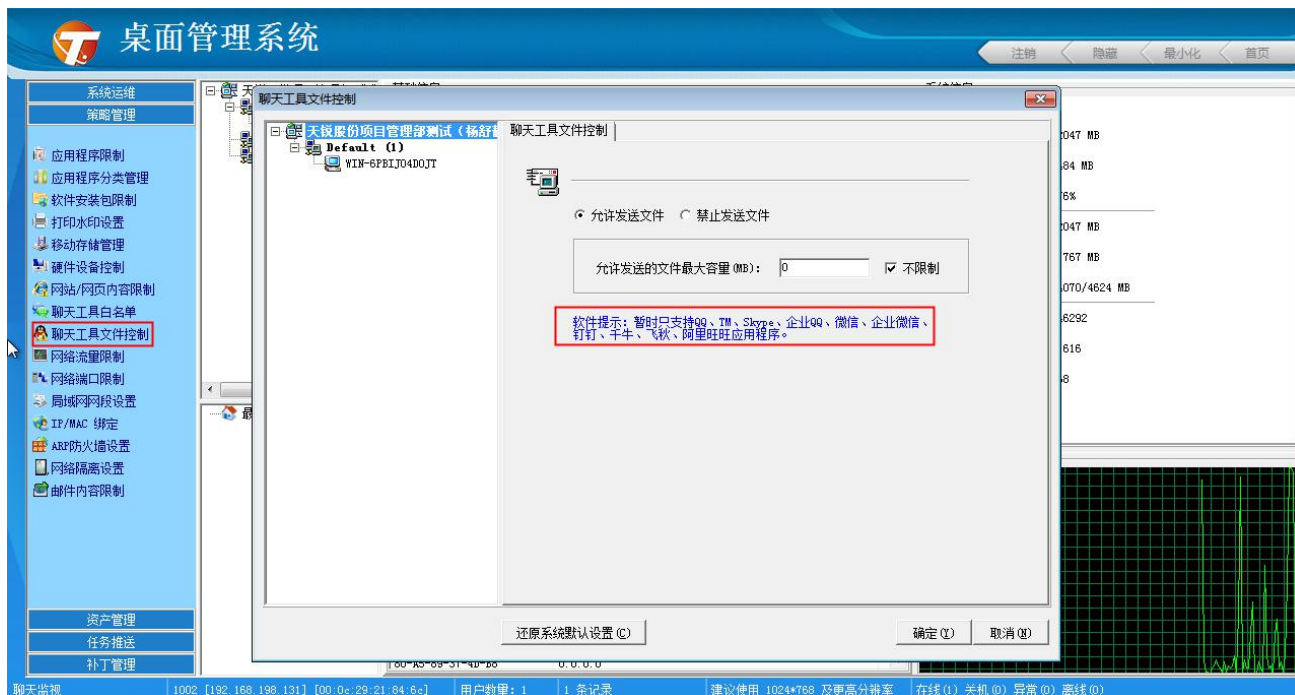 桌面管理系统
注销
隐藏
最小化
首页
系统运维
策略管理
应用程序限制
应用程序分类管理
软件安装包限制
打印水印设置
移动存储管理
硬件设备控制
网站/网页内容限制
聊天工具白名单
聊天工具文件控制
网络流量限制
网络端口限制
局域网网段设置
IP/MAC 绑定
ARP防火墙设置
网络隔离设置
邮件内容限制
资产管理
任务推送
补丁管理
聊天工具文件控制
天锐股份项目管理部测试（杨舒
Default (1)
WIN-6PBIJO4DOJT
聊天工具文件控制
允许发送文件 禁止发送文件
允许发送的文件最大容量(MB): 0 不限制
软件提示：暂时只支持QQ、TM、Skype、企业QQ、微信、企业微信、
钉钉、千牛、飞秋、阿里旺旺应用程序。
还原系统默认设置(C)
确定(Y)
取消(N)
047 MB
84 MB
6%
047 MB
767 MB
070/4624 MB
6292
616
0.0.0.0
聊天监视
1002 [192.168.198.131] [00:0c:29:21:84:6c]
用户数里: 1
1 条记录
建议使用 1024*768 及更高分辨率
在线(1) 关机(0) 异常(0) 离线(0)